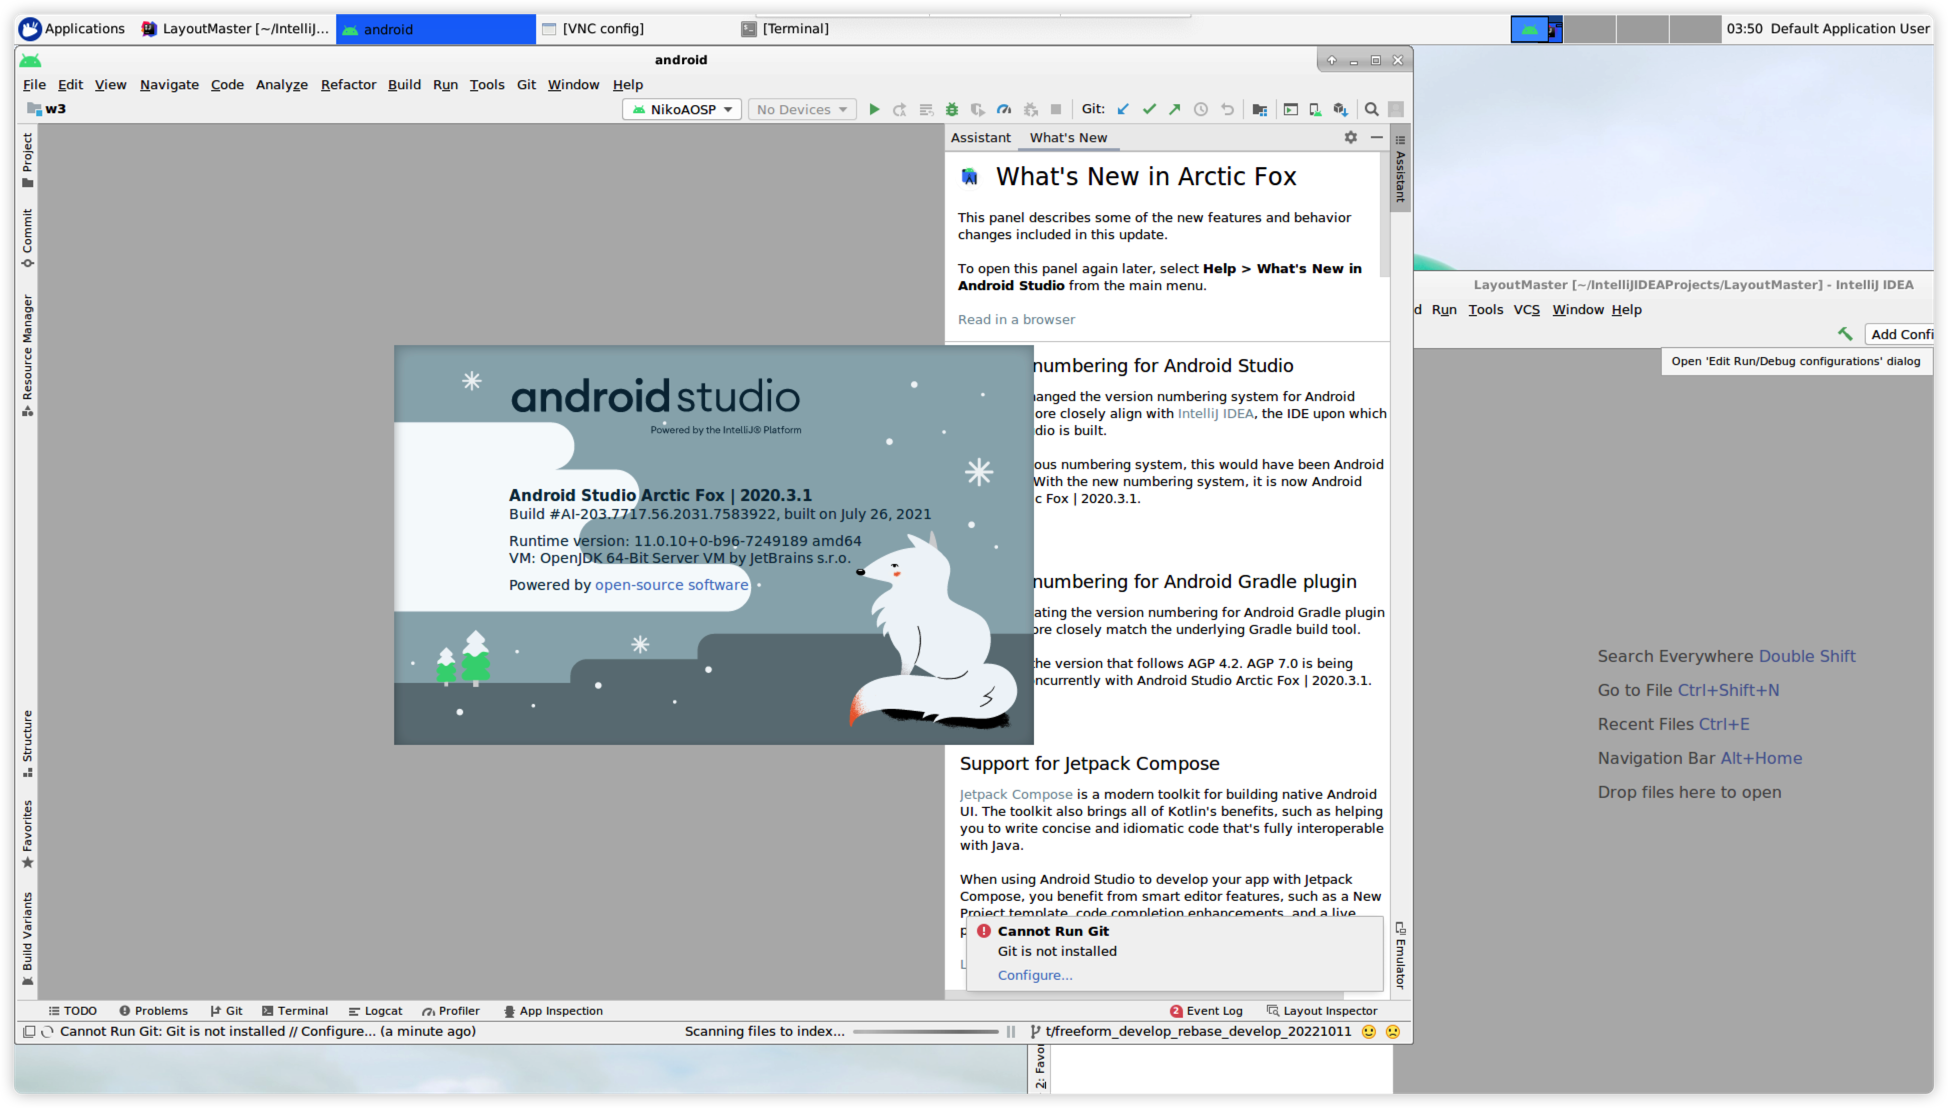 Applications
LayoutMaster [~/IntelliJ...
android
[VNC config]
[Terminal]
03:50 Default Application User
android
File Edit View Navigate Code Analyze Refactor Build Run Tools Git Window Help
w3
NikoAOSP
No Devices
Git:
Project
Commit
Resource Manager
Structure
Favorites
Build Variants
Assistant What's New
Assistant
Emulator
What's New in Arctic Fox
This panel describes some of the new features and behavior
changes included in this update.
To open this panel again later, select Help > What's New in
Android Studio from the main menu.
Read in a browser
numbering for Android Studio
anged the version numbering system for Android
ore closely align with IntelliJ IDEA, the IDE upon which
dio is built.
ous numbering system, this would have been Android
With the new numbering system, it is now Android
c Fox | 2020.3.1.
numbering for Android Gradle plugin
ating the version numbering for Android Gradle plugin
ore closely match the underlying Gradle build tool.
he version that follows AGP 4.2. AGP 7.0 is being
ncurrently with Android Studio Arctic Fox | 2020.3.1.
Support for Jetpack Compose
Jetpack Compose is a modern toolkit for building native Android
UI. The toolkit also brings all of Kotlin's benefits, such as helping
you to write concise and idiomatic code that's fully interoperable
with Java.
When using Android Studio to develop your app with Jetpack
Compose, you benefit from smart editor features, such as a New
Project template, code completion enhancements, and a live
p
L
android studio
Powered by the IntelliJ® Platform
Android Studio Arctic Fox | 2020.3.1
Build #AI-203.7717.56.2031.7583922, built on July 26, 2021
Runtime version: 11.0.10+0-b96-7249189 amd64
VM: OpenJDK 64-Bit Server VM by JetBrains s.r.o.
Powered by open-source software
Cannot Run Git
Git is not installed
Configure...
TODO Problems Git Terminal Logcat Profiler App Inspection
2 Event Log Layout Inspector
Cannot Run Git: Git is not installed // Configure... (a minute ago)
Scanning files to index...
t/freeform_develop_rebase_develop_20221011
LayoutMaster [~/IntelliJIDEAProjects/LayoutMaster] - IntelliJ IDEA
d Run Tools VCS Window Help
Add Confi
Open 'Edit Run/Debug configurations' dialog
Search Everywhere Double Shift
Go to File Ctrl+Shift+N
Recent Files Ctrl+E
Navigation Bar Alt+Home
Drop files here to open
2: Favo